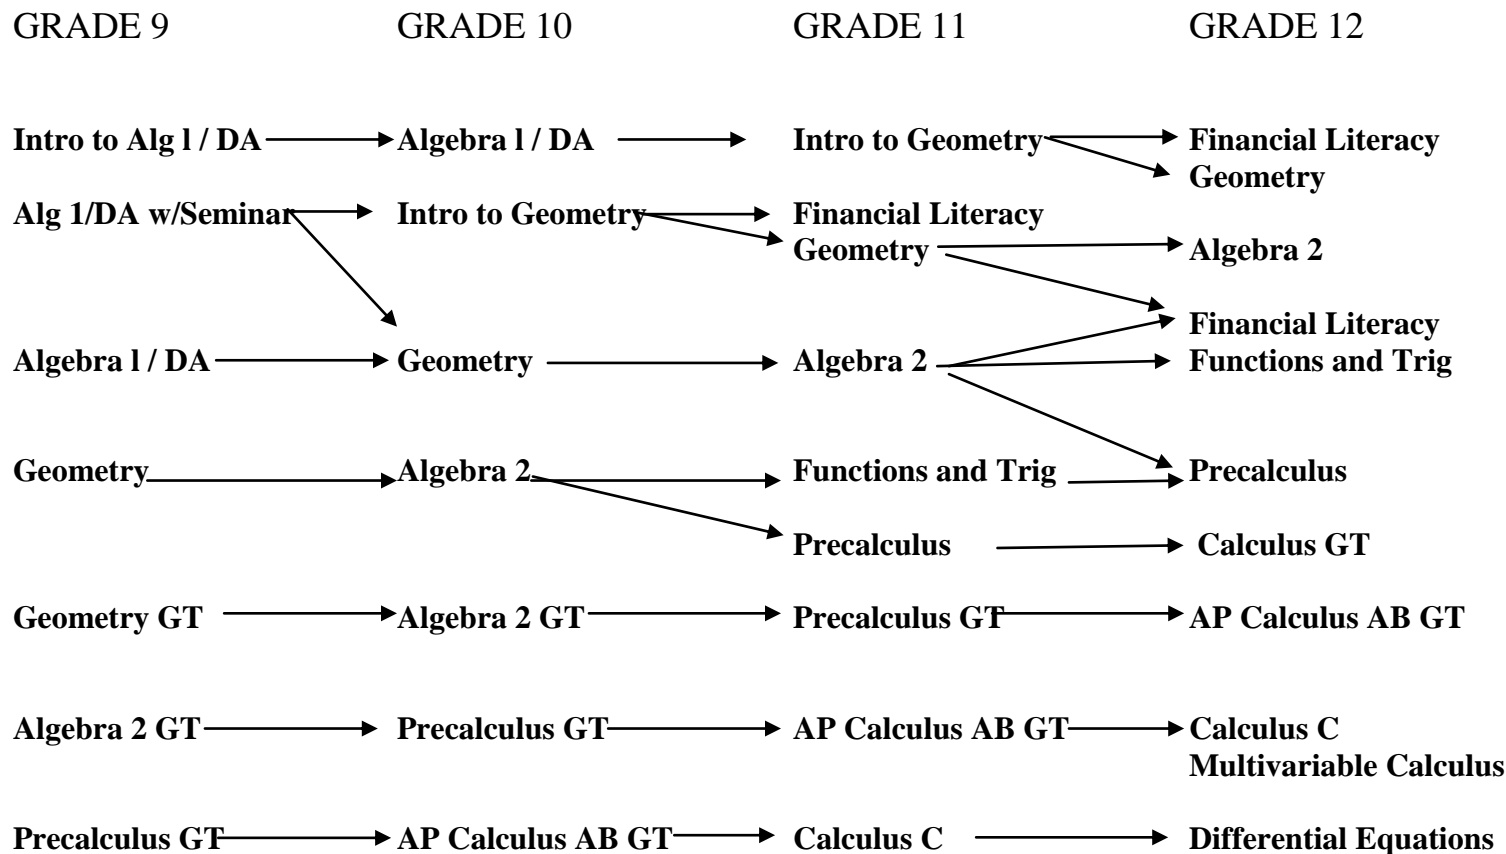 GRADE 9 GRADE 10 GRADE 11 GRADE 12
Intro to Alg l / DA Algebra l / DA Intro to Geometry Financial Literacy
Geometry
Alg 1/DA w/Seminar Intro to Geometry Financial Literacy
Geometry Algebra 2
Financial Literacy
Algebra l / DA Geometry Algebra 2 Functions and Trig
Geometry Algebra 2 Functions and Trig Precalculus
Precalculus Calculus GT
Geometry GT Algebra 2 GT Precalculus GT AP Calculus AB GT
Algebra 2 GT Precalculus GT AP Calculus AB GT Calculus C
Multivariable Calculus
Precalculus GT AP Calculus AB GT Calculus C Differential Equations